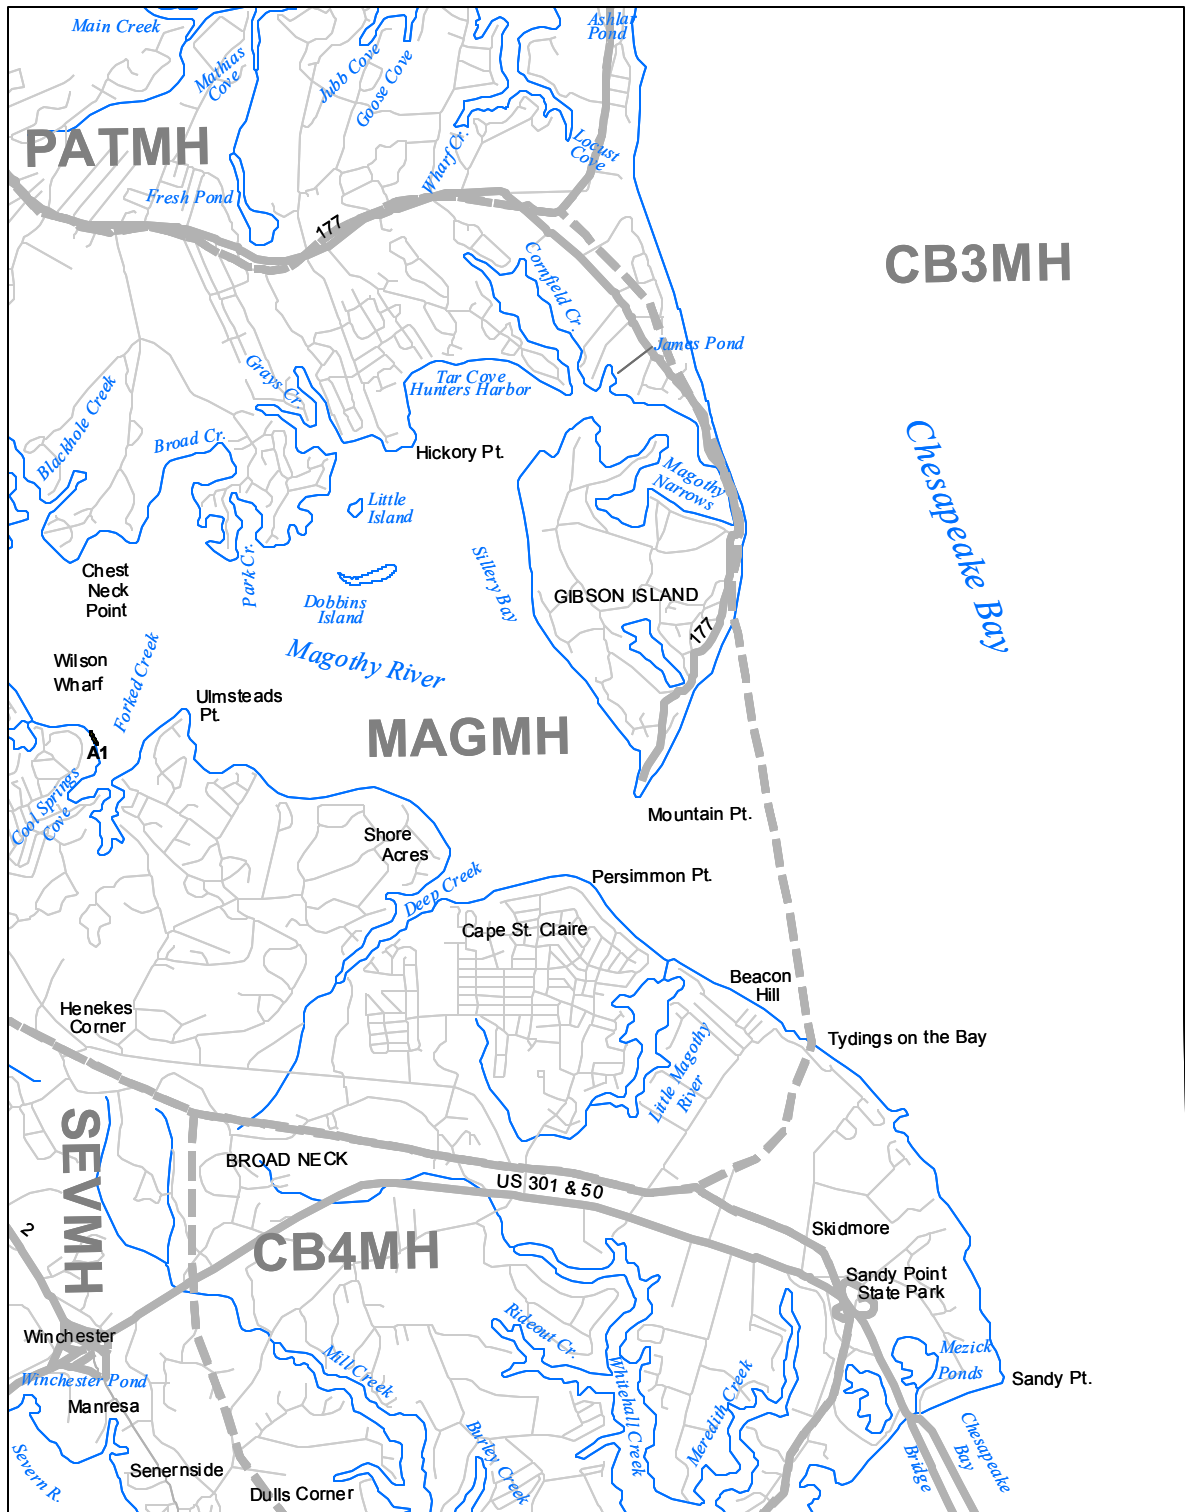 Main Creek
Ashlar
Pond
Mathias
Cove
Jubb Cove
Goose Cove
PATMH
Wharf Cr.
Locust
Cove
Fresh Pond
177
CB3MH
Cornfield Cr.
James Pond
Grays Cr.
Tar Cove
Hunters Harbor
Blackhole Creek
Broad Cr.
Hickory Pt.
Chesapeake Bay
Magothy
Narrows
Little
Island
Park Cr.
Sillery Bay
Chest
Neck
Point
Dobbins
Island
GIBSON ISLAND
177
Magothy River
Wilson
Wharf
Forked Creek
Ulmsteads
Pt.
MAGMH
A1
Cool Springs
Cove
Mountain Pt.
Shore
Acres
Deep Creek
Persimmon Pt.
Cape St. Claire
Beacon
Hill
Henekes
Corner
Tydings on the Bay
Little Magothy
River
SEVMH
BROAD NECK
US 301 & 50
2
CB4MH
Skidmore
Sandy Point
State Park
Winchester
Rideout Cr.
Mill Creek
Whitehall Creek
Meredith Creek
Mezick
Ponds
Winchester Pond
Sandy Pt.
Manresa
Severn R.
Burley Creek
Chesapeake
Bay
Bridge
Senernside
Dulls Corner